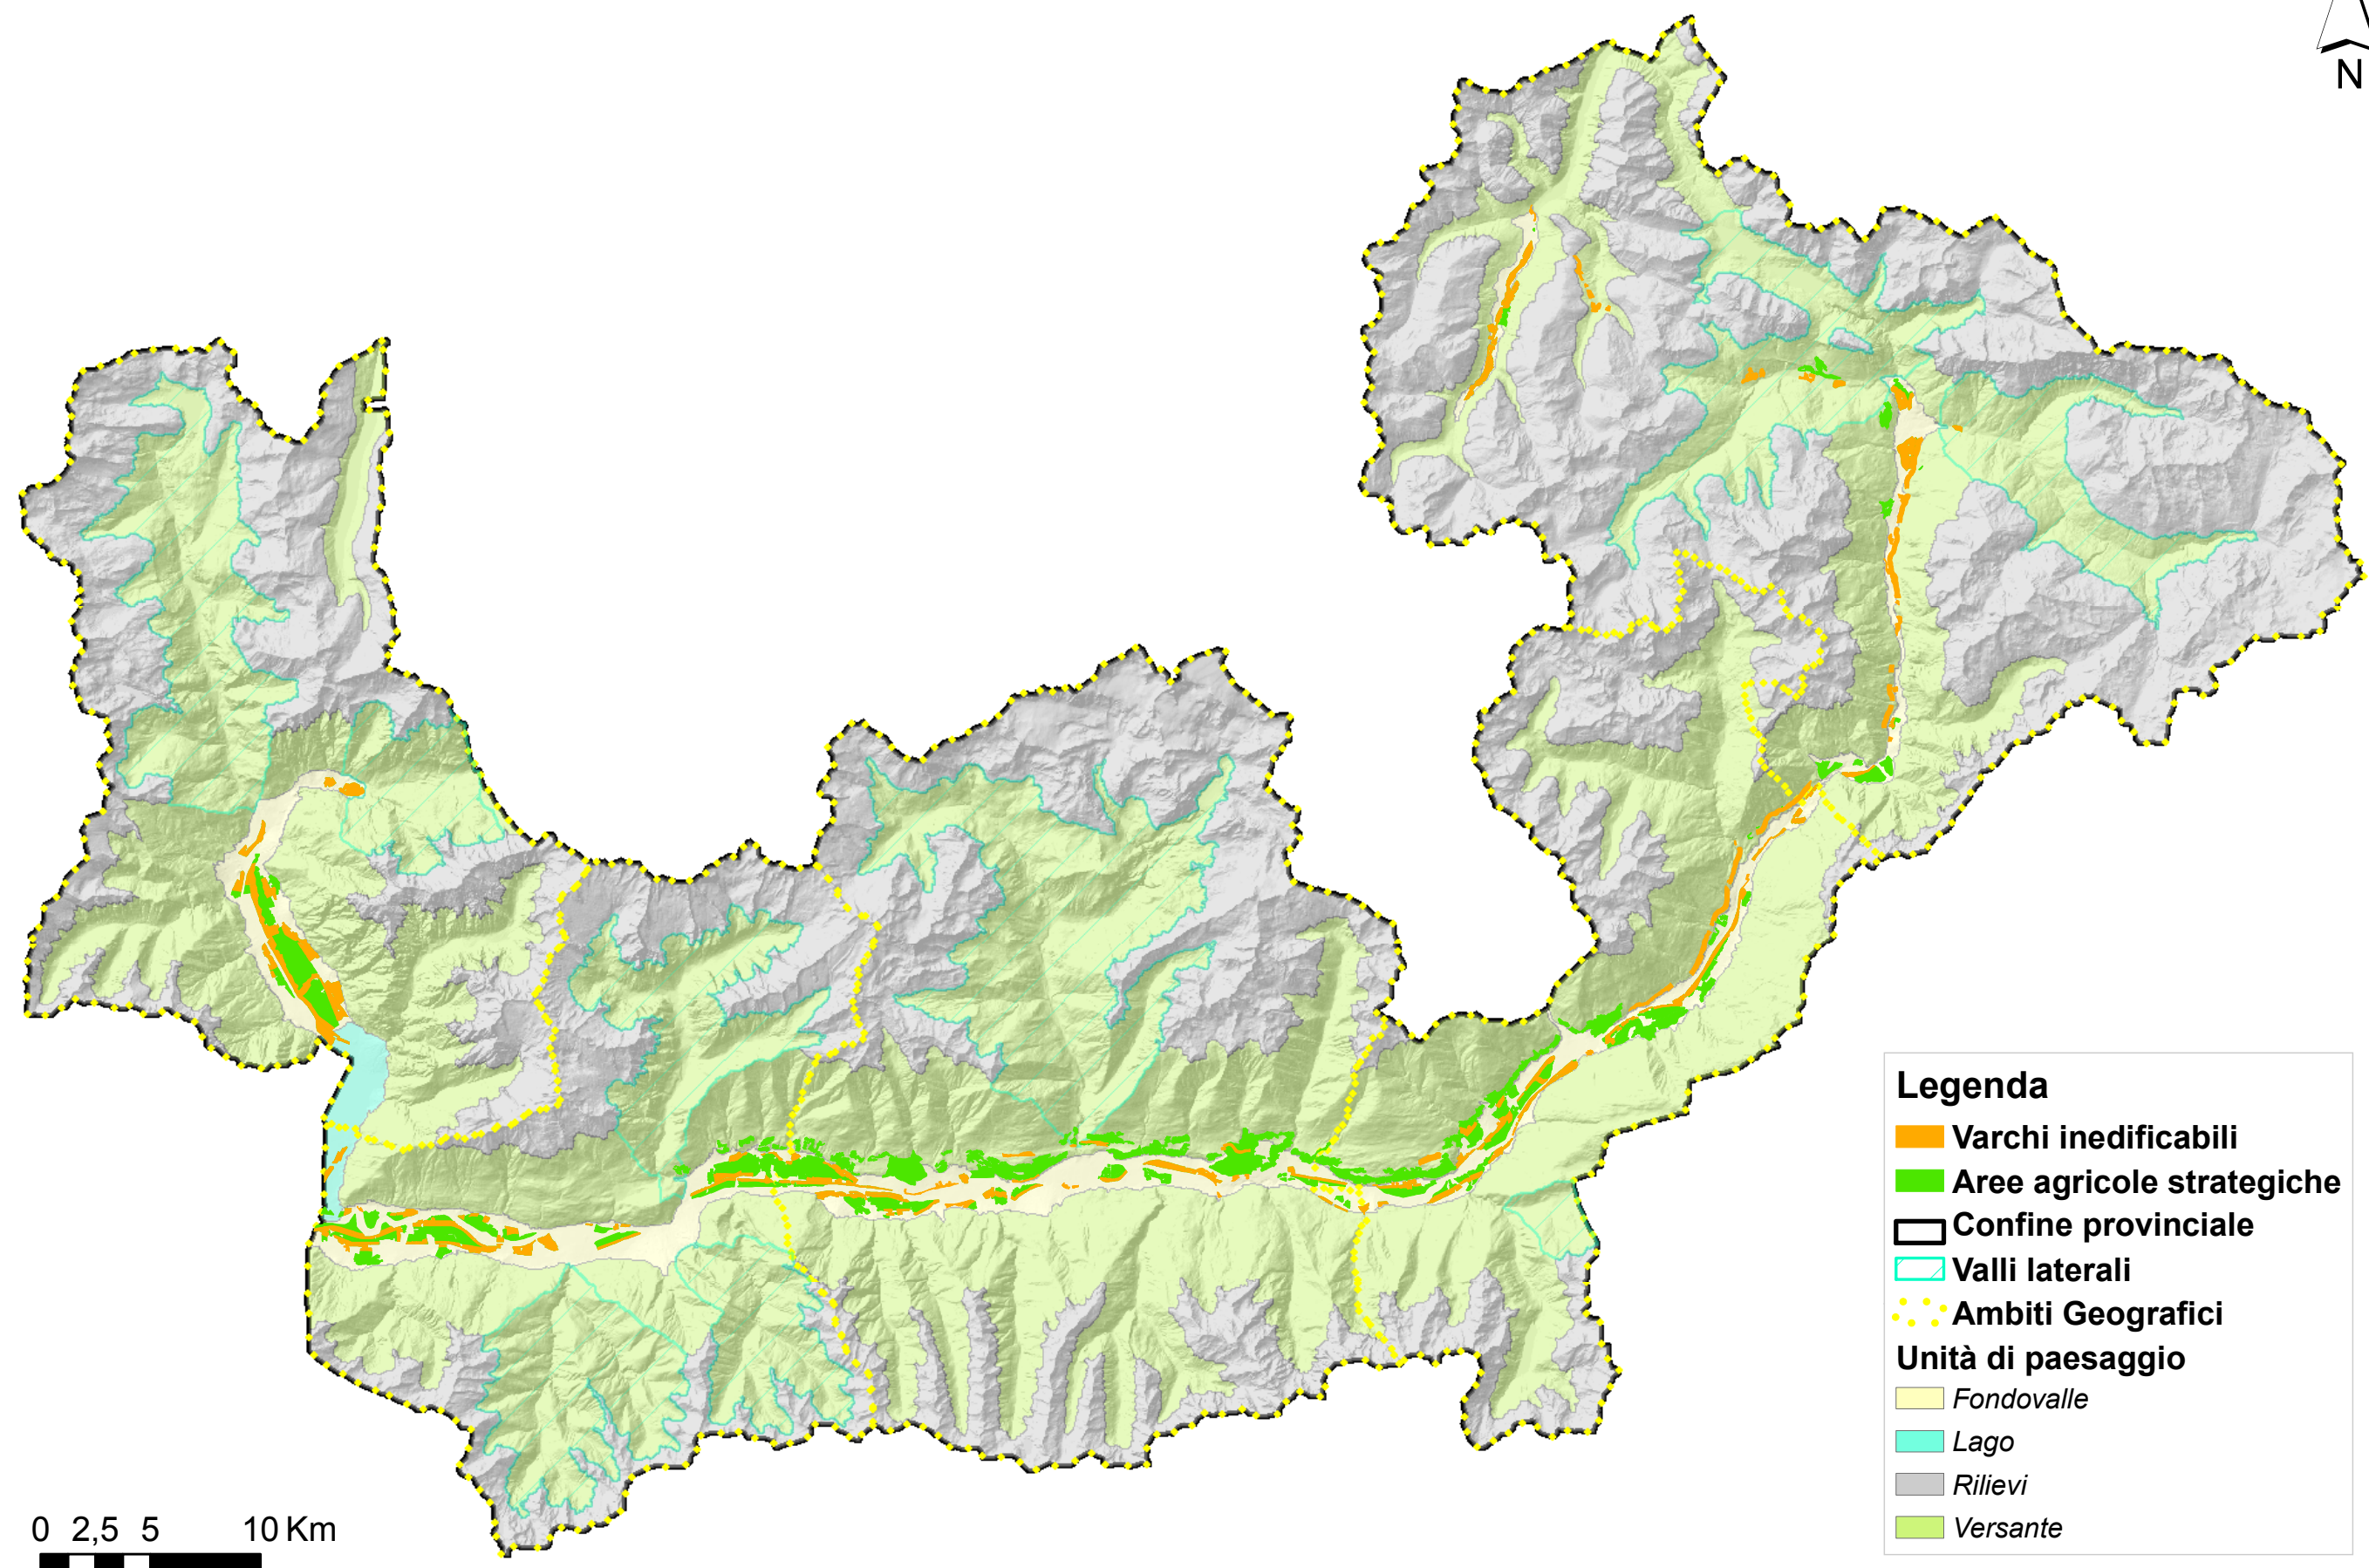 N
Legenda
Varchi inedificabili
Aree agricole strategiche
Confine provinciale
Valli laterali
Ambiti Geografici
Unità di paesaggio
Fondovalle
Lago
Rilievi
Versante
0 2,5 5 10 Km